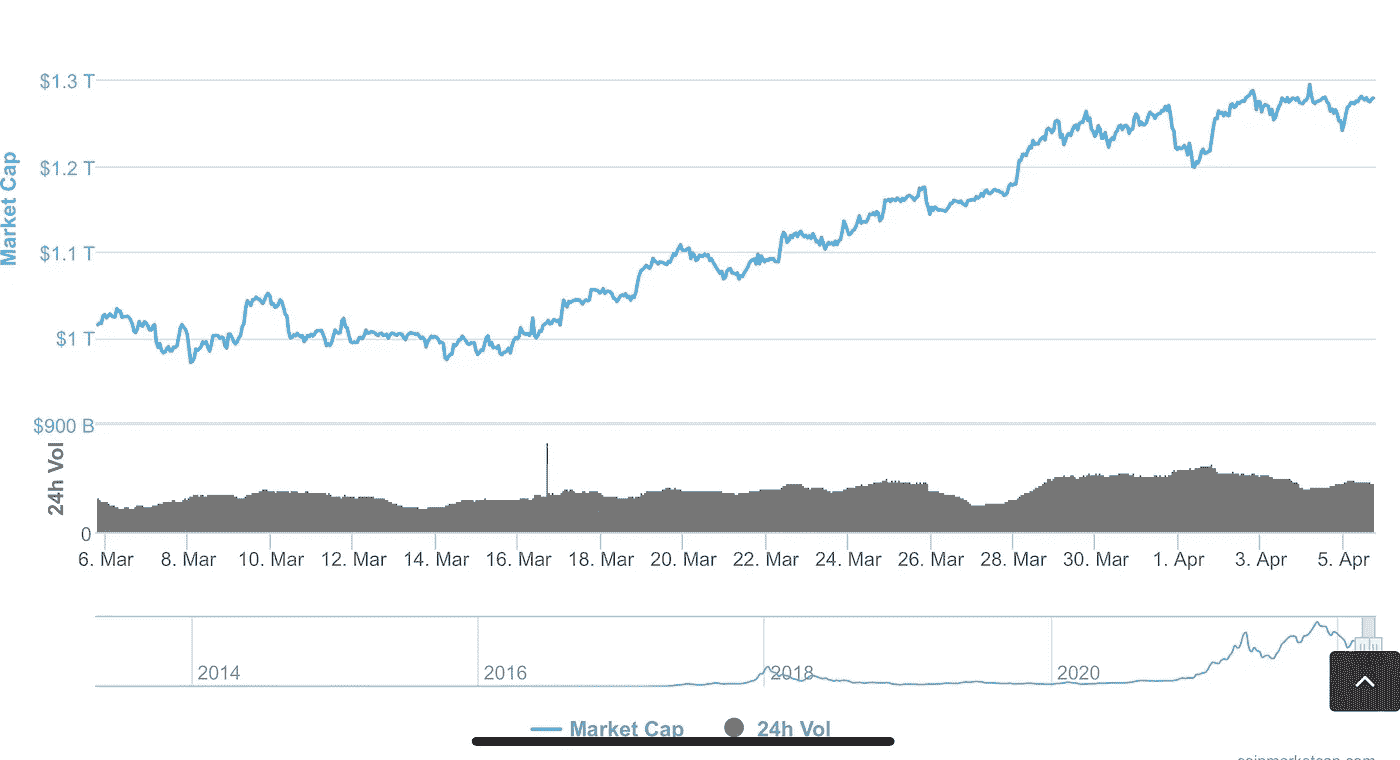 $1.3 T
$1.2 T
$1.1 T
$1 T
$900 B
Market Cap
24h Vol
0
6. Mar 8. Mar 10. Mar 12. Mar 14. Mar 16. Mar 18. Mar 20. Mar 22. Mar 24. Mar 26. Mar 28. Mar 30. Mar 1. Apr 3. Apr 5. Apr
2014 2016 2018 2020
Market Cap 24h Vol
coinmarketcap.com